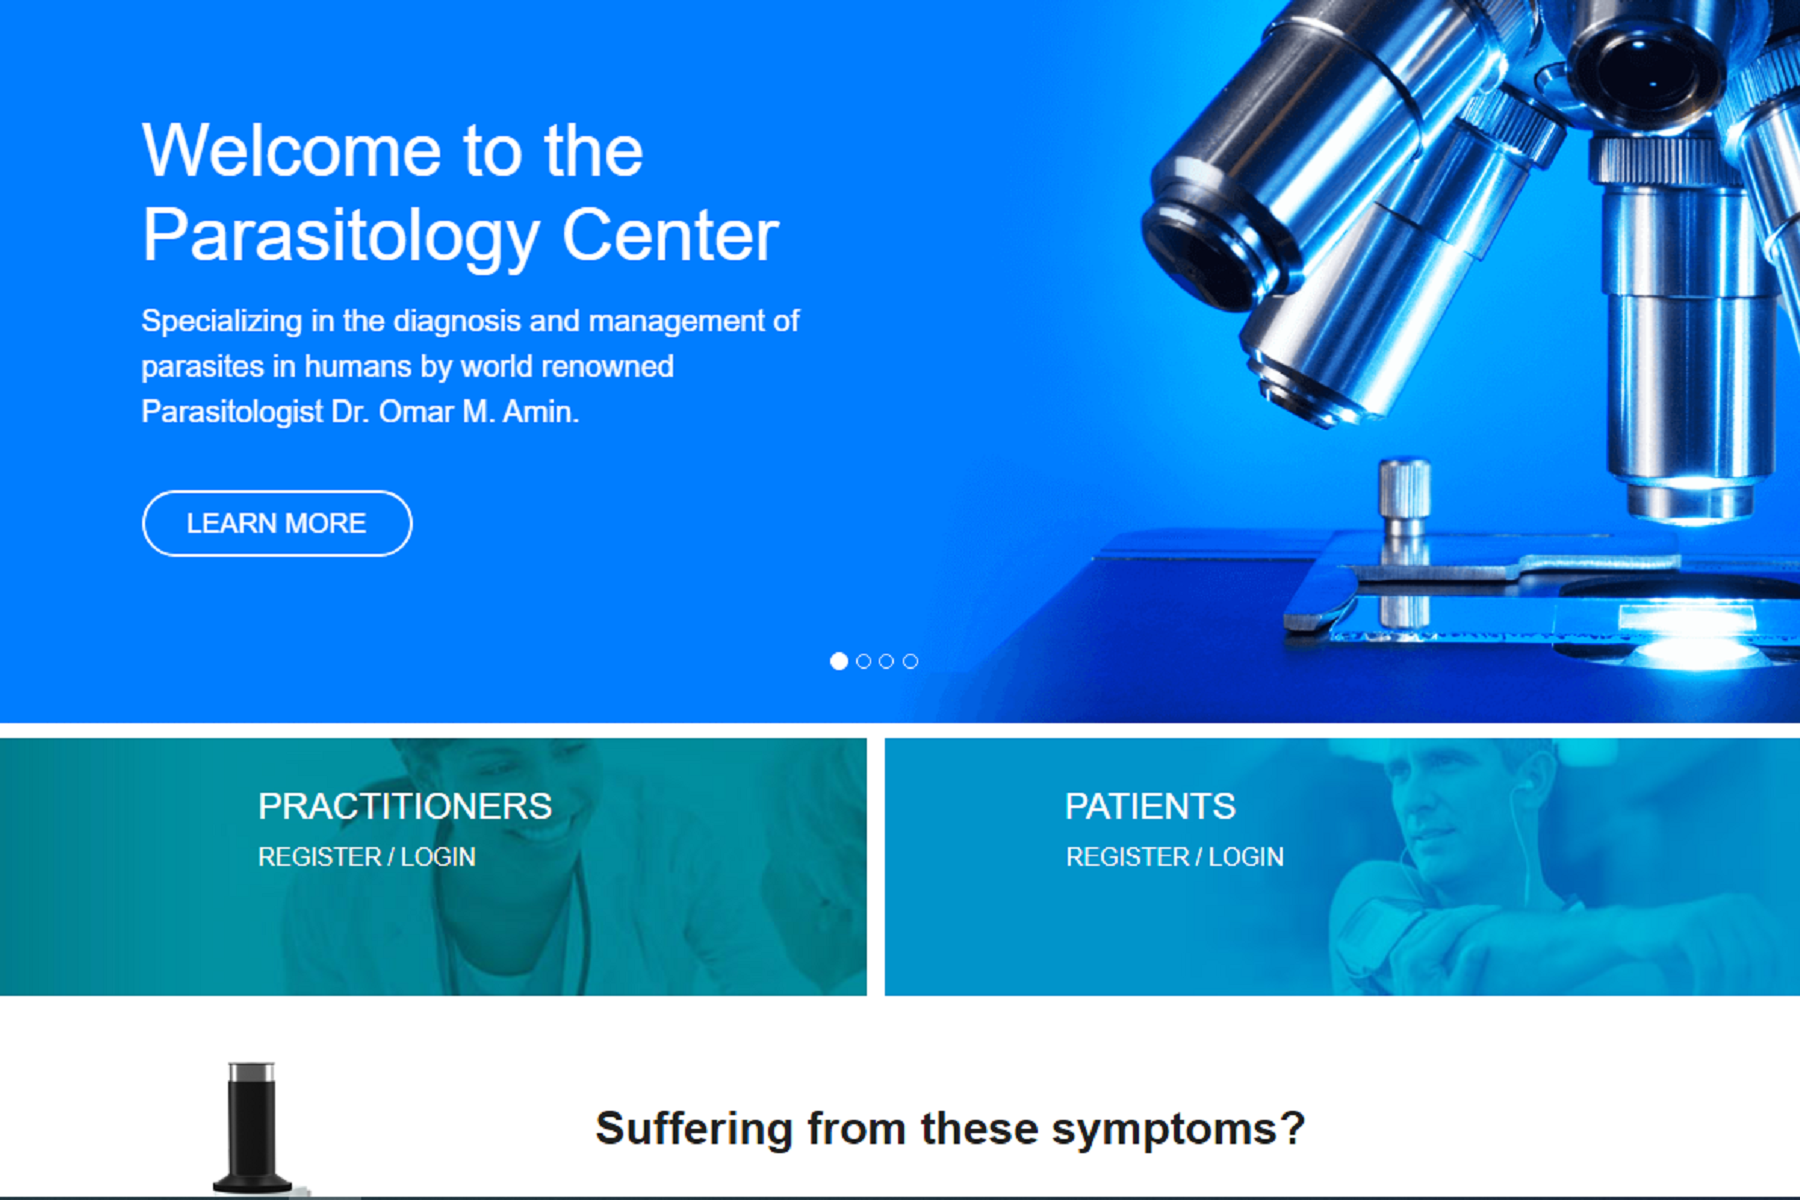 Welcome to the
Parasitology Center
Specializing in the diagnosis and management of
parasites in humans by world renowned
Parasitologist Dr. Omar M. Amin.
LEARN MORE
PRACTITIONERS
REGISTER / LOGIN
PATIENTS
REGISTER / LOGIN
Suffering from these symptoms?